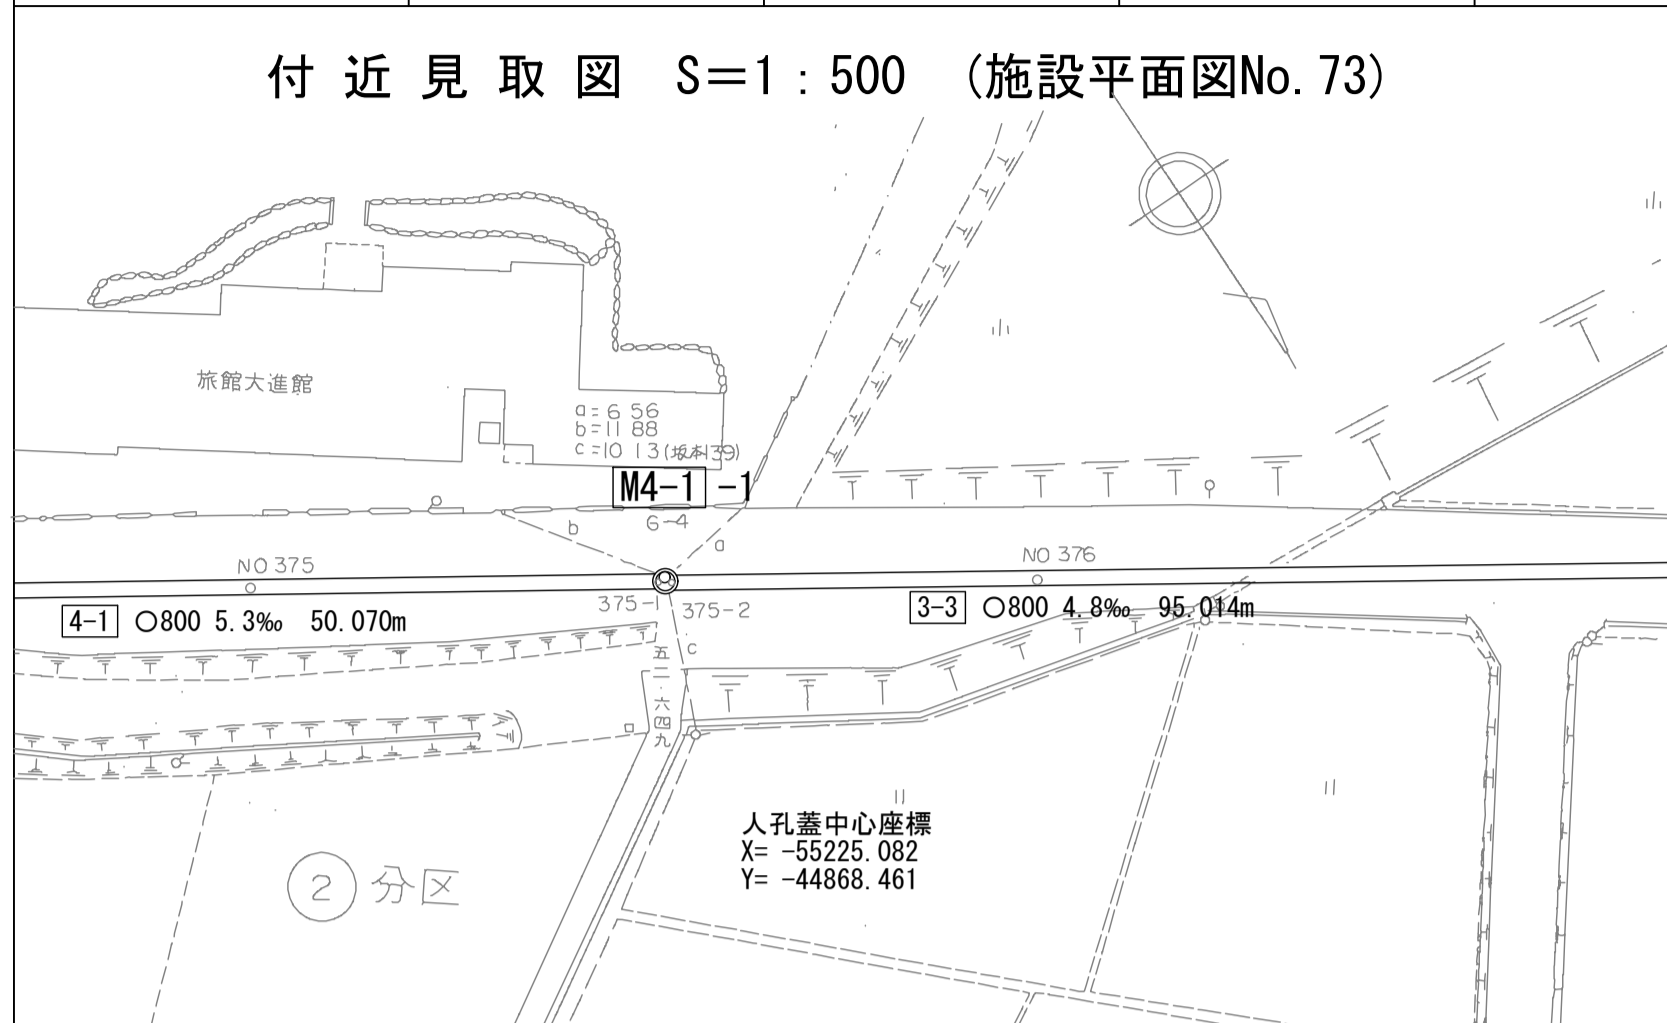 付近見取図 S=1:500 (施設平面図No.73)
旅館大進館
a=6 56
b=11 88
c=10 13(坂本139)
M4-1 -1
6-4
b
a
NO 375
NO 376
375-1
375-2
4-1 ○800 5.3‰ 50.070m
3-3 ○800 4.8‰ 95.014m
c
五二・六四九
人孔蓋中心座標
X= -55225.082
Y= -44868.461
2 分区